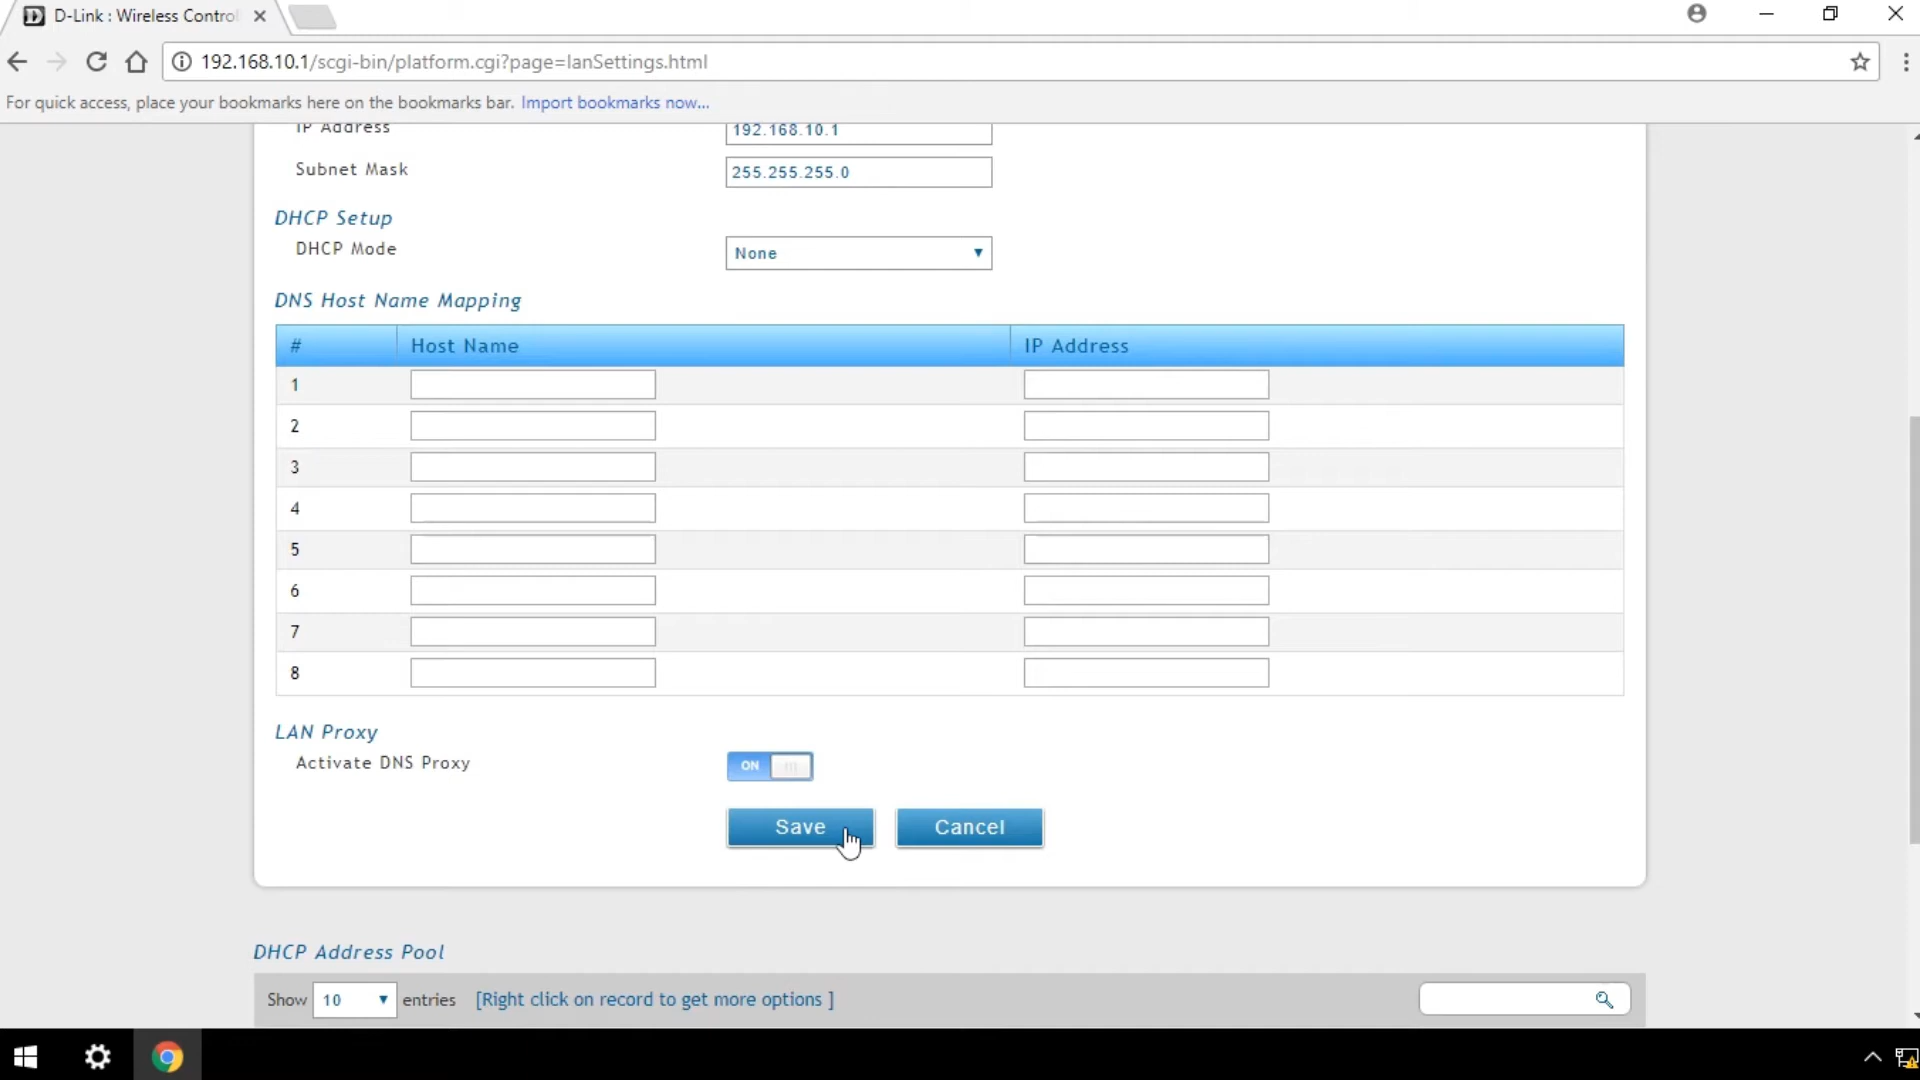 D-Link : Wireless Control
192.168.10.1/scgi-bin/platform.cgi?page=lanSettings.html
For quick access, place your bookmarks here on the bookmarks bar. Import bookmarks now...
IP Address 192.168.10.1
Subnet Mask 255.255.255.0
DHCP Setup
DHCP Mode None
DNS Host Name Mapping
# Host Name IP Address
1
2
3
4
5
6
7
8
LAN Proxy
Activate DNS Proxy ON
Save Cancel
DHCP Address Pool
Show 10 entries [Right click on record to get more options ]